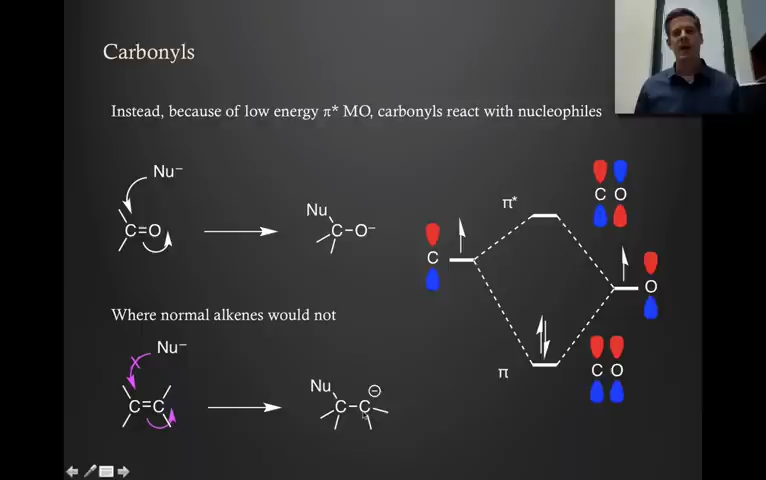 Carbonyls
Instead, because of low energy π* MO, carbonyls react with nucleophiles
Nu⁻
C=O
Nu
C-O⁻
π*
C O
C
O
π
C O
Where normal alkenes would not
X
Nu⁻
C=C
Nu
⊖
C-C